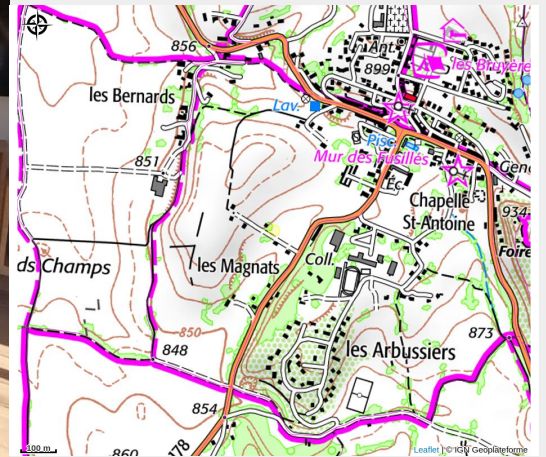 856
Ant.
899
les Bruyère
les Bernards
Lav.
Pisc.
Mur des Fusillés
851
Éc.
Gene
Chapelle
St-Antoine
934
Foire
ds Champs
les Magnats
Coll.
850
848
873
les Arbussiers
854
860
178
100 m
Leaflet | © IGN Geoplateforme